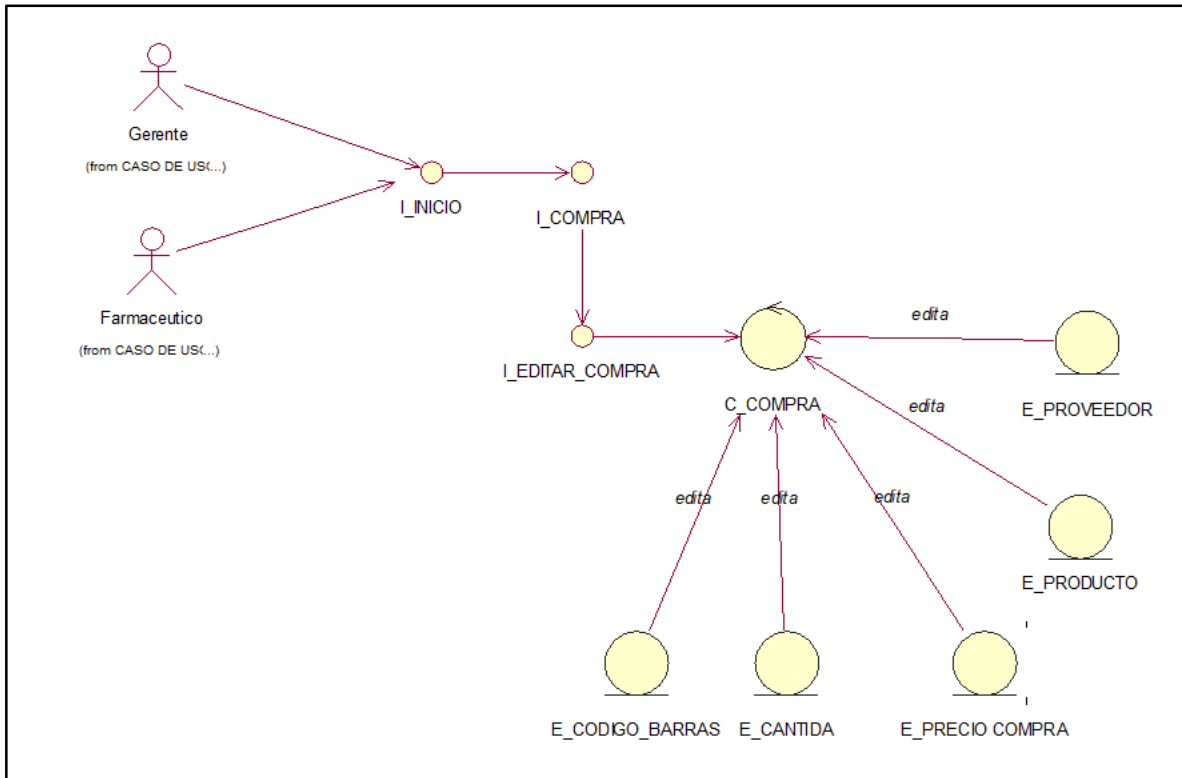 Gerente
(from CASO DE US(...)
I_INICIO
I_COMPRA
Farmaceutico
(from CASO DE US(...)
edita
I_EDITAR_COMPRA
C_COMPRA
edita
E_PROVEEDOR
edita
edita
edita
E_PRODUCTO
E_CODIGO_BARRAS
E_CANTIDA
E_PRECIO COMPRA